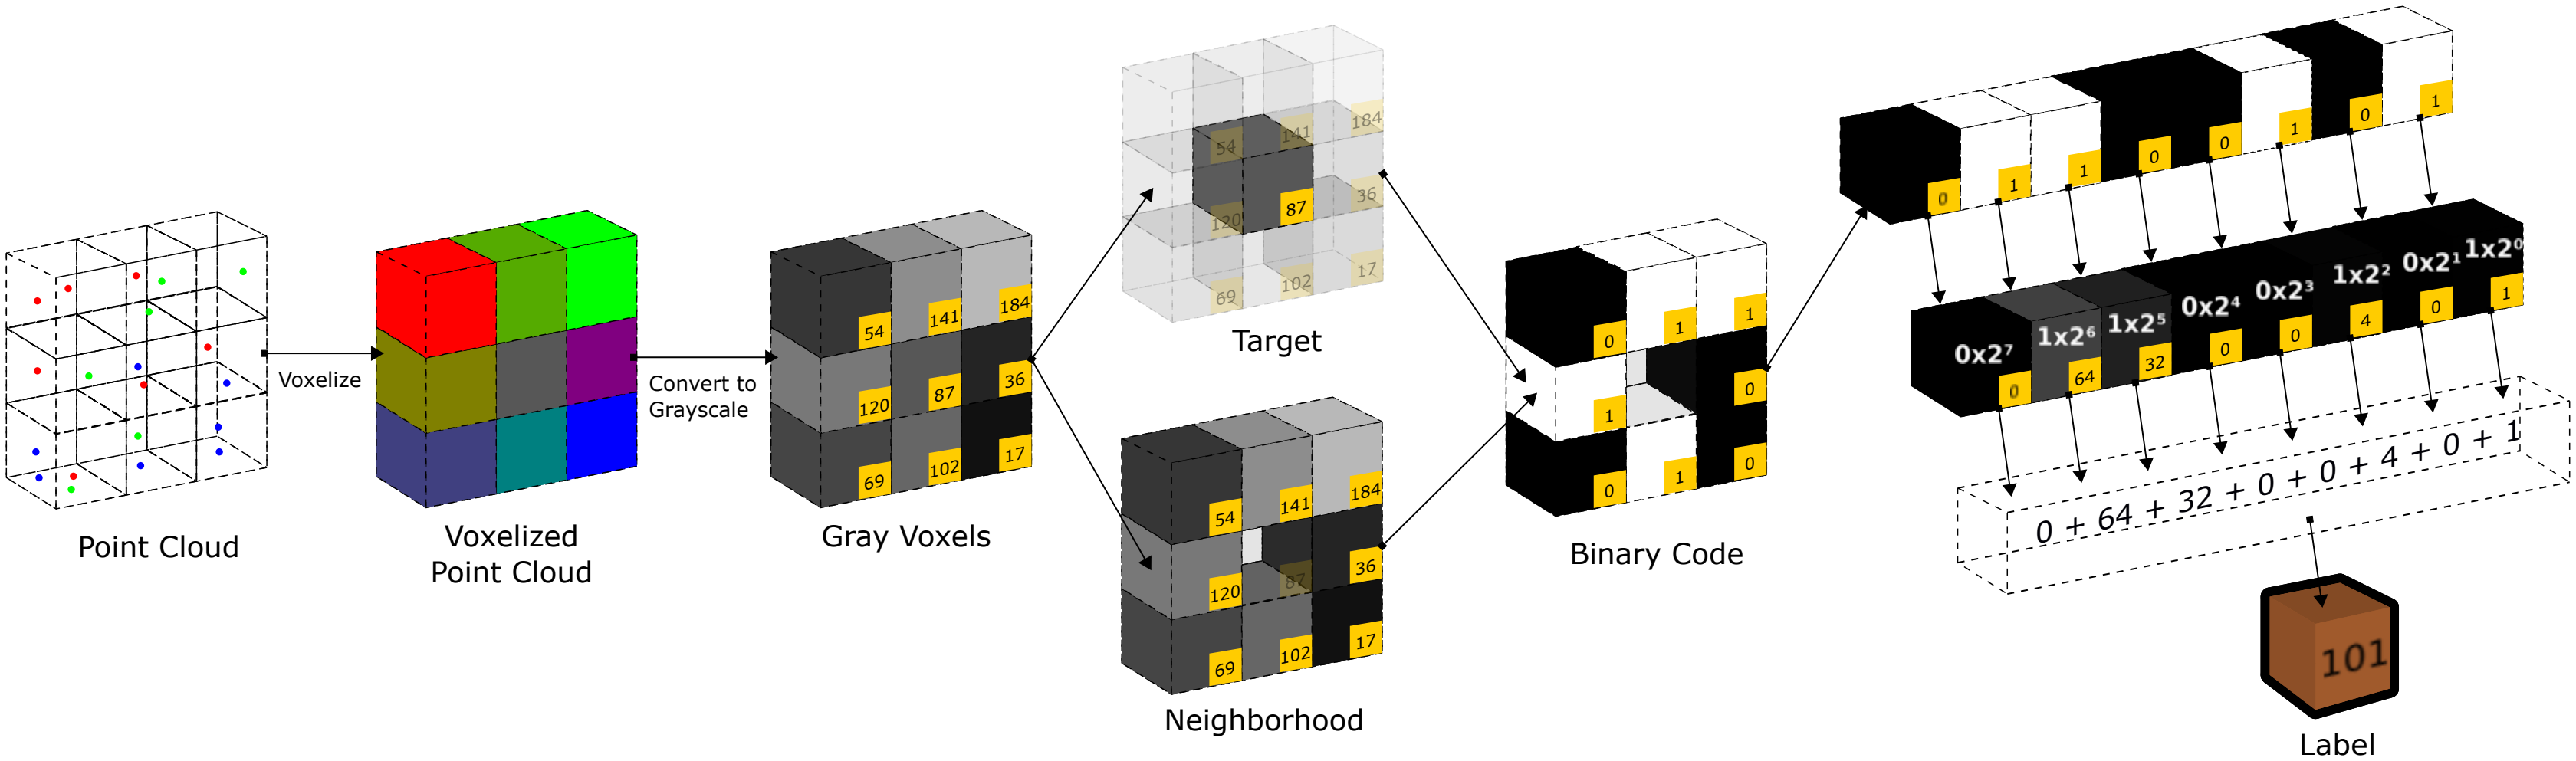 Point Cloud
Voxelize
Voxelized
Point Cloud
Convert to
Grayscale
54 141 184
120 87 36
69 102 17
Gray Voxels
54 141 184
120 87 36
69 102 17
Target
54 141 184
120 87 36
69 102 17
Neighborhood
0 1 1
1 0
0 1 0
Binary Code
0 1 1 0 0 1 0 1
0x2⁷ 1x2⁶ 1x2⁵ 0x2⁴ 0x2³ 1x2² 0x2¹ 1x2⁰
0 64 32 0 0 4 0 1
0 + 64 + 32 + 0 + 0 + 4 + 0 + 1
101
Label